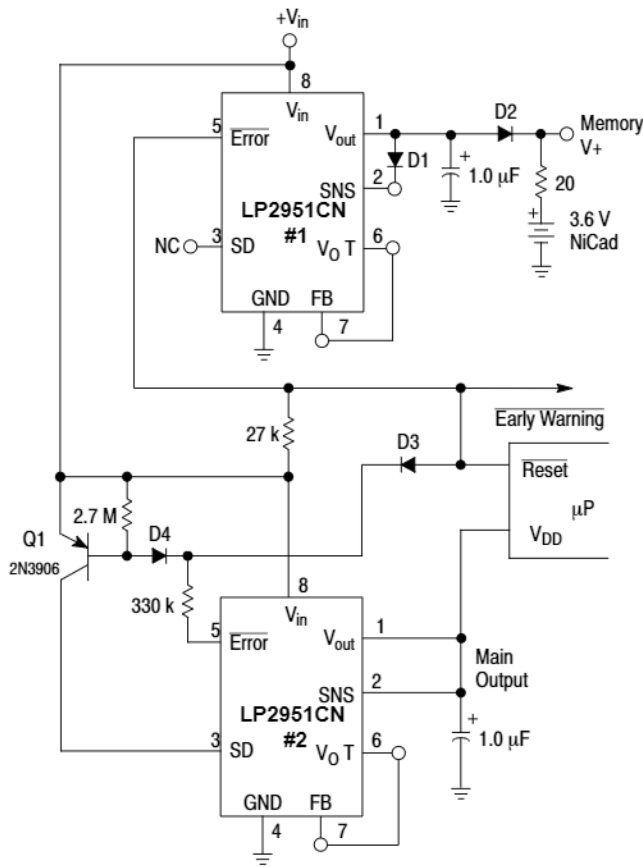 +Vin
8
Vin
5
Error
Vout
1
D2
Memory
V+
D1
+
1.0 µF
20
SNS
2
LP2951CN
#1
+
3.6 V
NiCad
NC
3
SD
VO T
6
GND
FB
4
7
Early Warning
27 k
D3
Reset
µP
VDD
2.7 M
D4
Q1
2N3906
330 k
8
Vin
5
Error
Vout
1
Main
Output
SNS
2
LP2951CN
#2
3
SD
VO T
6
+
1.0 µF
GND
FB
4
7